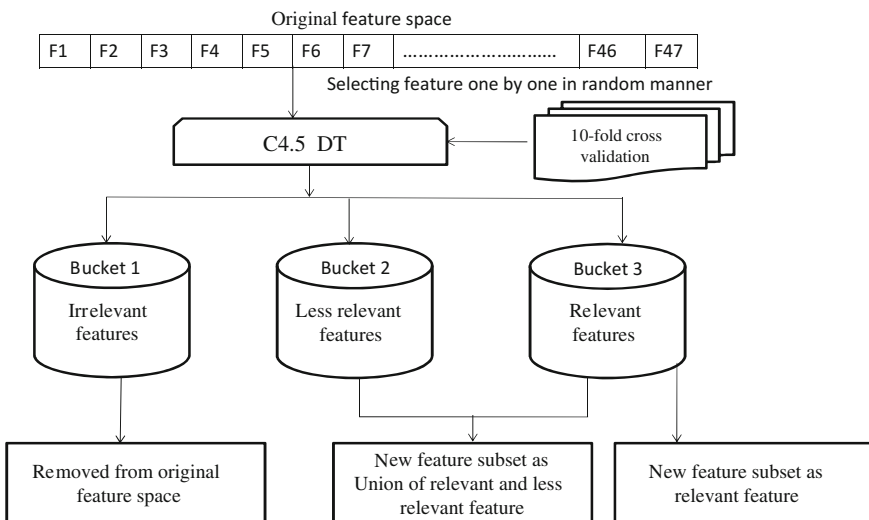 Original feature space
F1 F2 F3 F4 F5 F6 F7 ............................ F46 F47
Selecting feature one by one in random manner
C4.5 DT
10-fold cross
validation
Bucket 1
Irrelevant
features
Bucket 2
Less relevant
features
Bucket 3
Relevant
features
Removed from original
feature space
New feature subset as
Union of relevant and less
relevant feature
New feature subset as
relevant feature